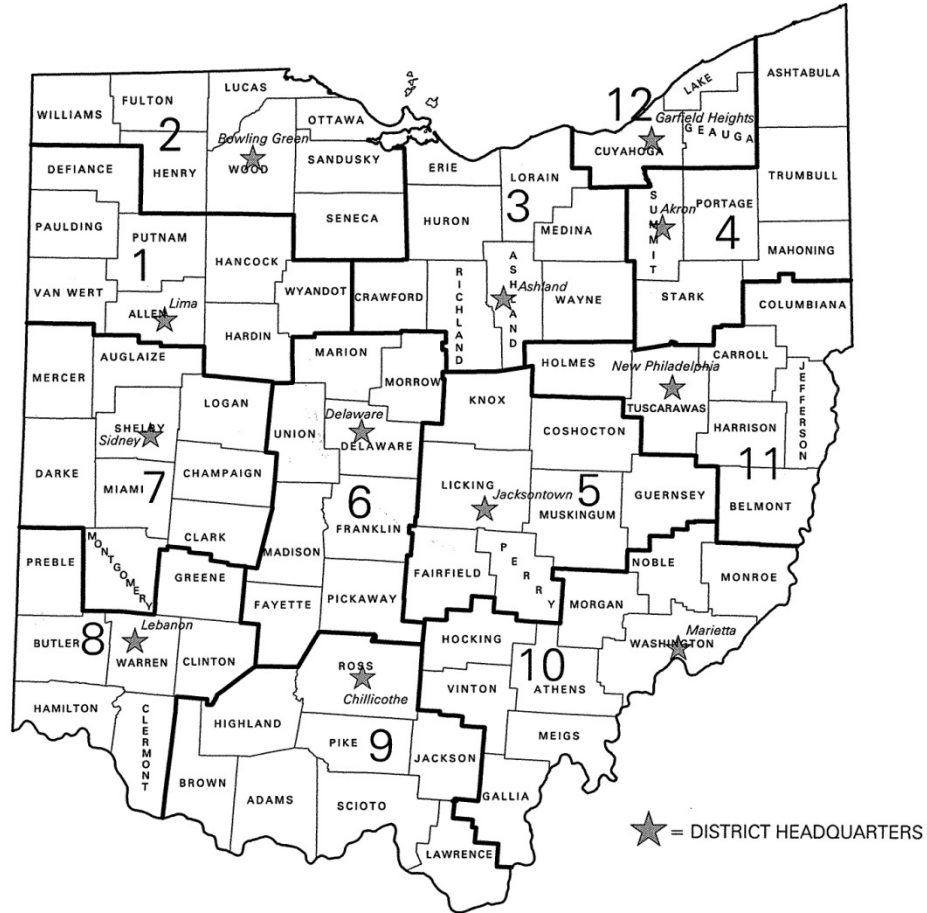 LAKE
ASHTABULA
LUCAS
FULTON
WILLIAMS
12
Garfield Heights
GEAUGA
OTTAWA
2
Bowling Green
CUYAHOGA
WOOD
SANDUSKY
HENRY
ERIE
LORAIN
DEFIANCE
TRUMBULL
SUMMIT
Akron
PORTAGE
3
SENECA
HURON
MEDINA
4
PAULDING
PUTNAM
1
HANCOCK
MAHONING
RICHLAND
ASHLAND
Ashland
WYANDOT
CRAWFORD
WAYNE
STARK
VAN WERT
ALLEN
Lima
COLUMBIANA
HARDIN
MARION
AUGLAIZE
HOLMES
New Philadelphia
CARROLL
JEFFERSON
MERCER
MORROW
KNOX
TUSCARAWAS
LOGAN
Delaware
UNION
DELAWARE
SHELBY
Sidney
COSHOCTON
HARRISON
11
DARKE
CHAMPAIGN
MIAMI
7
LICKING
Jacksontown
5
GUERNSEY
BELMONT
6
FRANKLIN
MUSKINGUM
CLARK
MADISON
MONTGOMERY
PREBLE
GREENE
FAIRFIELD
PERRY
NOBLE
MONROE
FAYETTE
PICKAWAY
MORGAN
Lebanon
BUTLER
8
WARREN
CLINTON
HOCKING
Marietta
WASHINGTON
ROSS
Chillicothe
10
ATHENS
VINTON
HAMILTON
CLERMONT
HIGHLAND
PIKE
9
JACKSON
MEIGS
BROWN
ADAMS
SCIOTO
GALLIA
LAWRENCE
= DISTRICT HEADQUARTERS